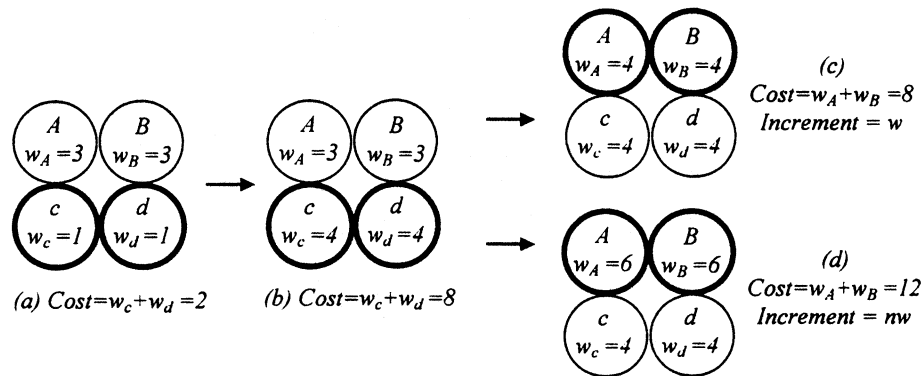 A
w_A =3
B
w_B =3
c
w_c =1
d
w_d =1
(a) Cost=w_c+w_d =2
A
w_A =3
B
w_B =3
c
w_c =4
d
w_d =4
(b) Cost=w_c+w_d =8
A
w_A =4
B
w_B =4
c
w_c =4
d
w_d =4
(c)
Cost=w_A+w_B =8
Increment = w
A
w_A =6
B
w_B =6
c
w_c =4
d
w_d =4
(d)
Cost=w_A+w_B =12
Increment = nw